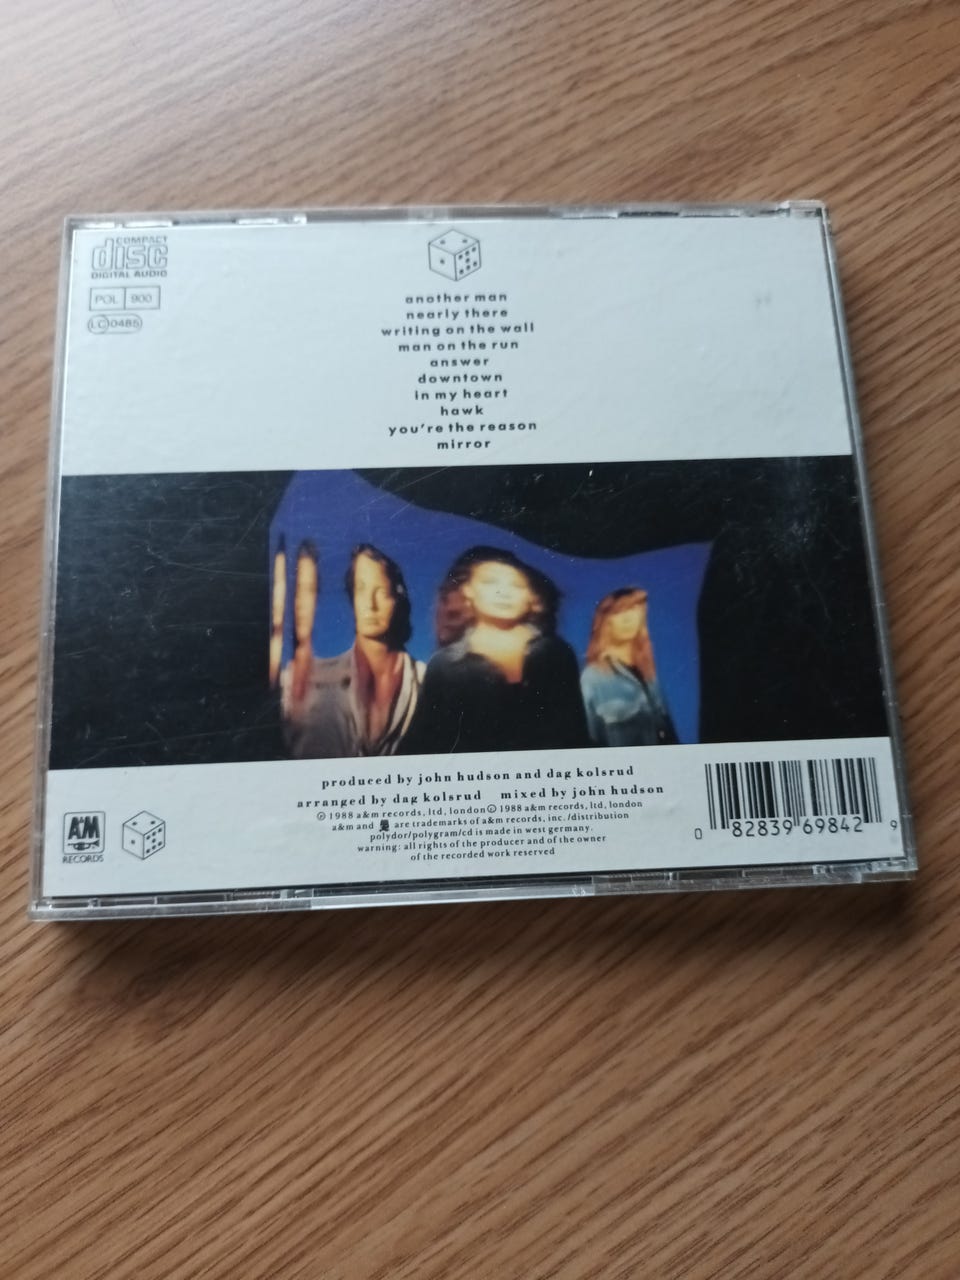 COMPACT
disc
DIGITAL AUDIO
POL 900
LC 0485
another man
nearly there
writing on the wall
man on the run
answer
downtown
in my heart
hawk
you're the reason
mirror
produced by john hudson and dag kolsrud
arranged by dag kolsrud mixed by john hudson
℗ 1988 a&m records, ltd, london © 1988 a&m records, ltd, london
a&m and are trademarks of a&m records, inc. /distribution
polydor/polygram/cd is made in west germany.
warning: all rights of the producer and of the owner
of the recorded work reserved
A&M
RECORDS
0 82839 69842 9